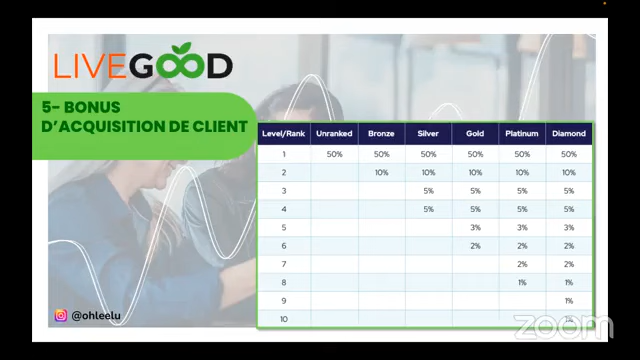 LIVEGOOD
5- BONUS
D'ACQUISITION DE CLIENT
Level/Rank Unranked Bronze Silver Gold Platinum Diamond
1 50% 50% 50% 50% 50% 50%
2 10% 10% 10% 10% 10%
3 5% 5% 5% 5%
4 5% 5% 5% 5%
5 3% 3% 3%
6 2% 2% 2%
7 2% 2%
8 1% 1%
9 1%
10 1%
@ohleelu
zoom